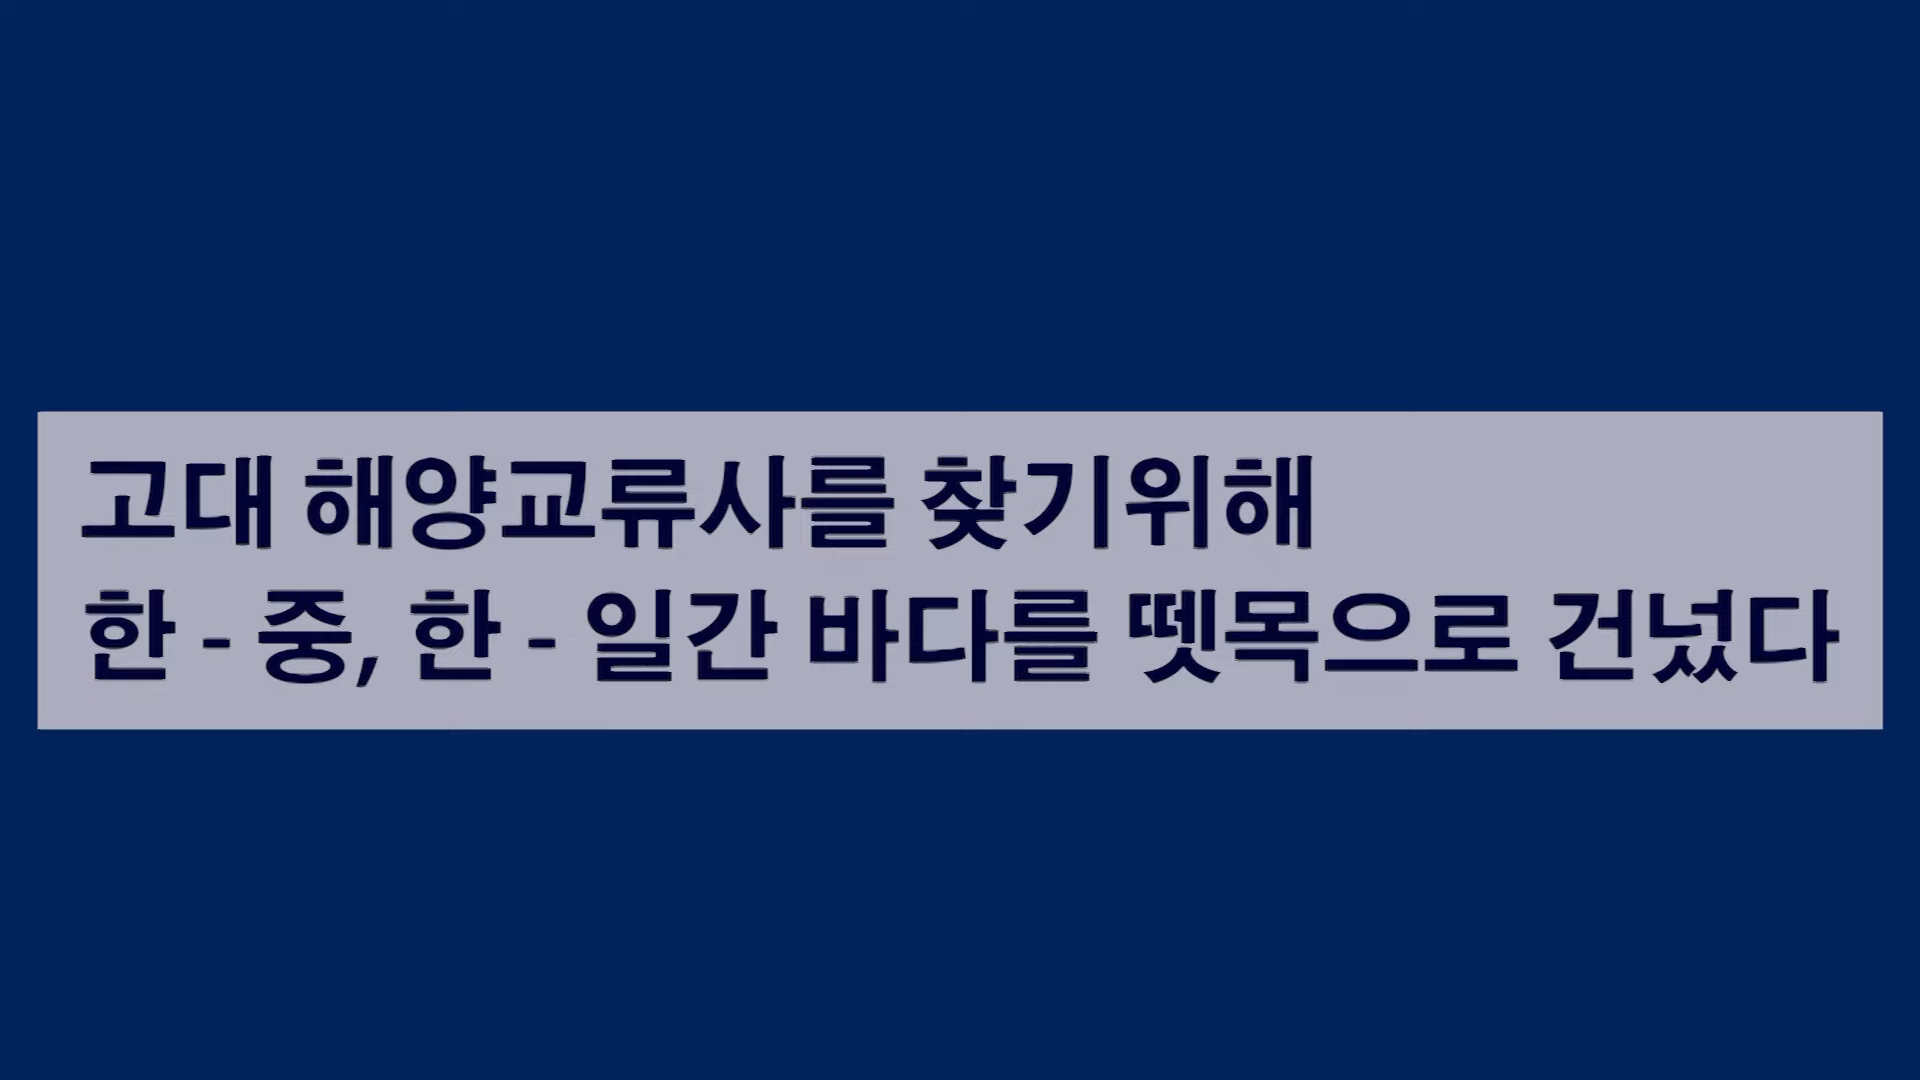 고대 해양교류사를 찾기위해
한 - 중, 한 - 일간 바다를 뗏목으로 건넜다